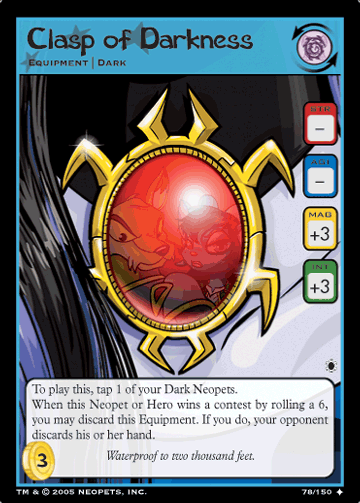 Clasp of Darkness
EQUIPMENT | DARK
STR
–
AGI
–
MAG
+3
INT
+3
To play this, tap 1 of your Dark Neopets.
When this Neopet or Hero wins a contest by rolling a 6,
you may discard this Equipment. If you do, your opponent
discards his or her hand.
3
Waterproof to two thousand feet.
TM & © 2005 NEOPETS, INC.
78/150